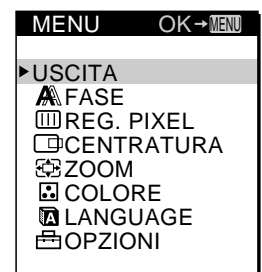 MENU OK→MENU
►USCITA
FASE
REG. PIXEL
CENTRATURA
ZOOM
COLORE
LANGUAGE
OPZIONI